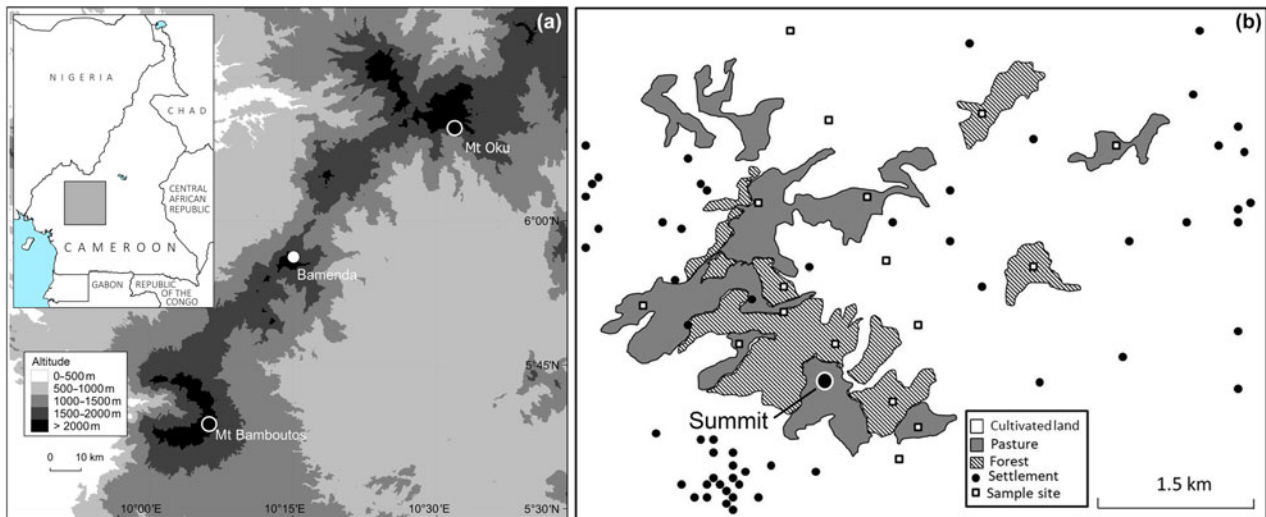 (a)
NIGERIA
CHAD
CENTRAL
AFRICAN
REPUBLIC
CAMEROON
GABON
REPUBLIC
OF THE
CONGO
Mt Oku
6°00'N
Bamenda
Altitude
0–500 m
500–1000 m
1000–1500 m
1500–2000 m
> 2000 m
5°45'N
Mt Bamboutos
0 10 km
10°00'E
10°15'E
10°30'E
5°30'N
(b)
Summit
Cultivated land
Pasture
Forest
Settlement
Sample site
1.5 km